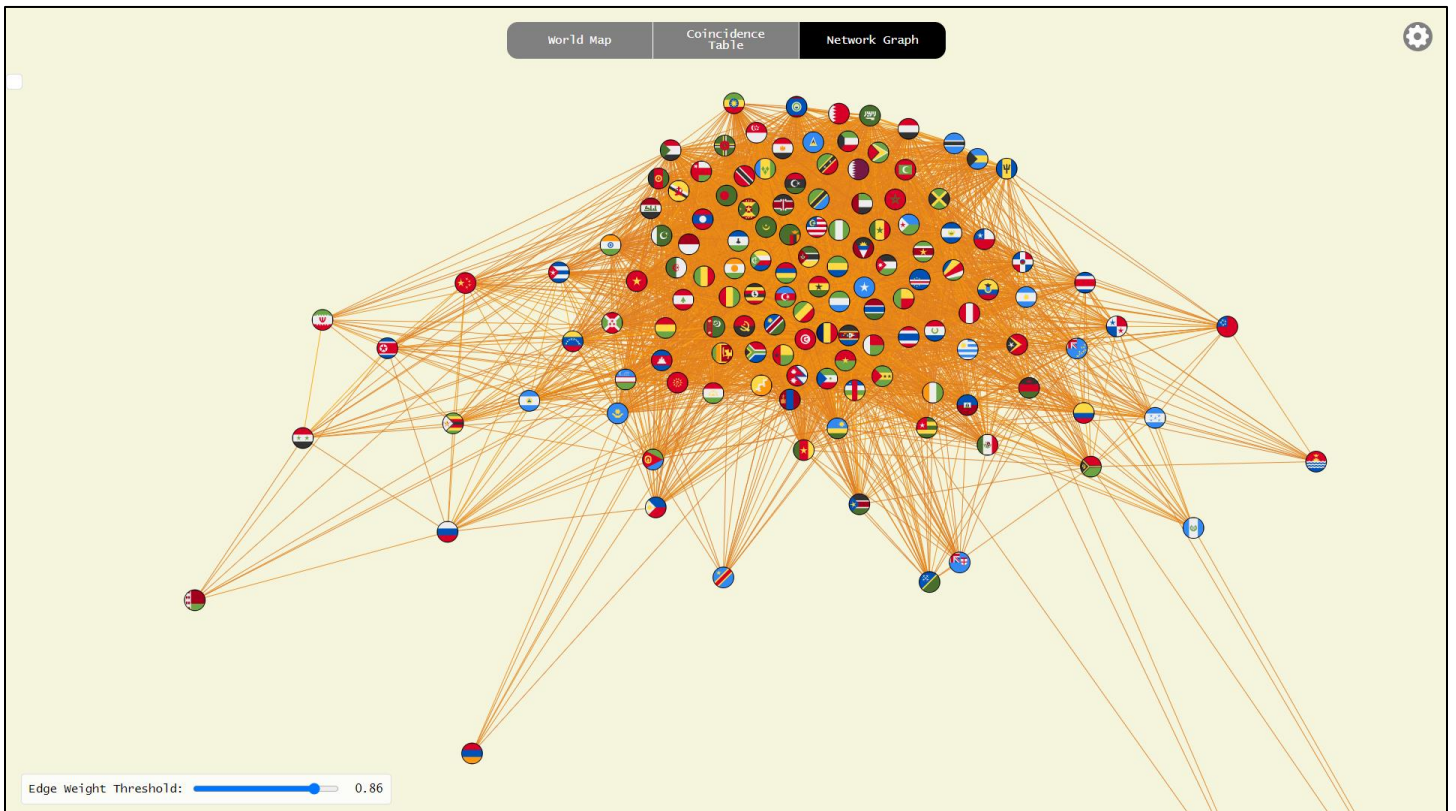 World Map
Coincidence
Table
Network Graph
Edge Weight Threshold:
0.86